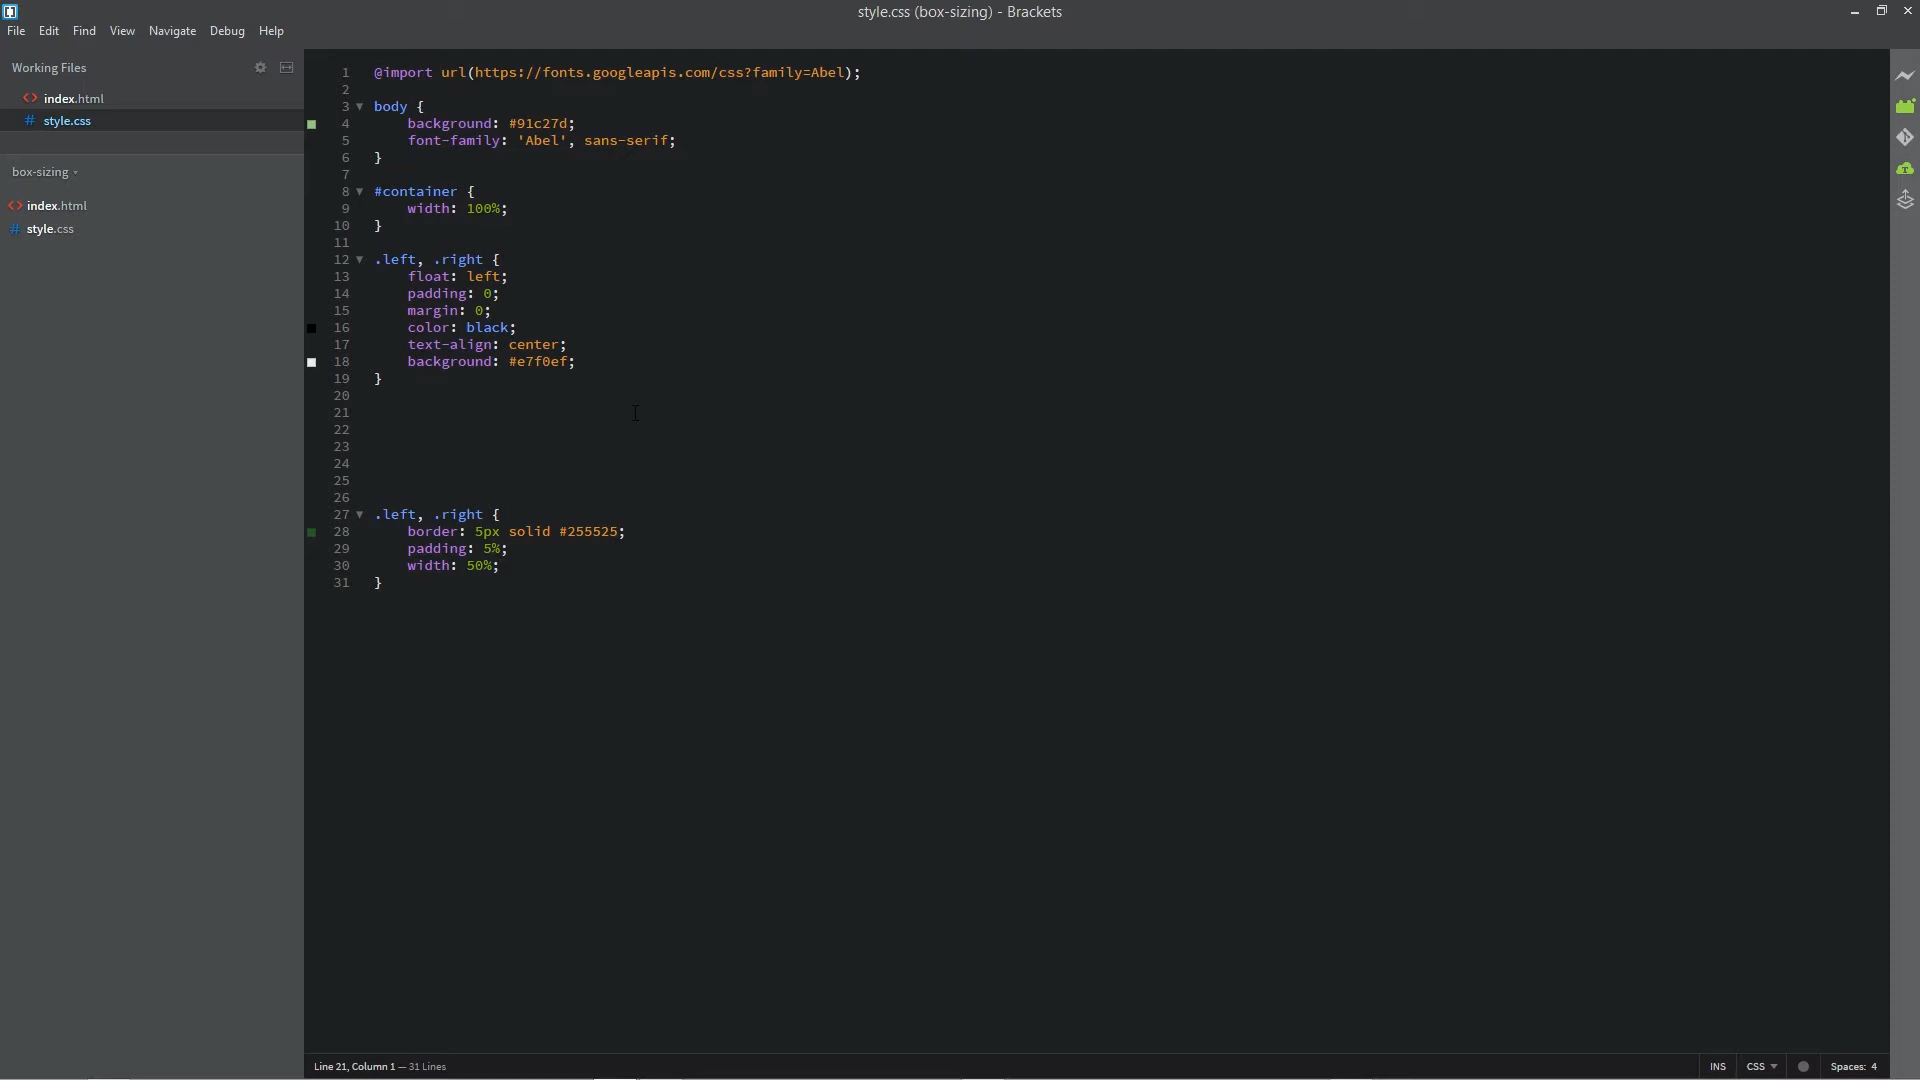 style.css (box-sizing) - Brackets
File Edit Find View Navigate Debug Help
Working Files
<> index.html
# style.css
box-sizing
<> index.html
# style.css
1 @import url(https://fonts.googleapis.com/css?family=Abel);
2
3 body {
4 background: #91c27d;
5 font-family: 'Abel', sans-serif;
6 }
7
8 #container {
9 width: 100%;
10 }
11
12 .left, .right {
13 float: left;
14 padding: 0;
15 margin: 0;
16 color: black;
17 text-align: center;
18 background: #e7f0ef;
19 }
20
21
22
23
24
25
26
27 .left, .right {
28 border: 5px solid #255525;
29 padding: 5%;
30 width: 50%;
31 }
Line 21, Column 1 — 31 Lines
INS CSS Spaces: 4